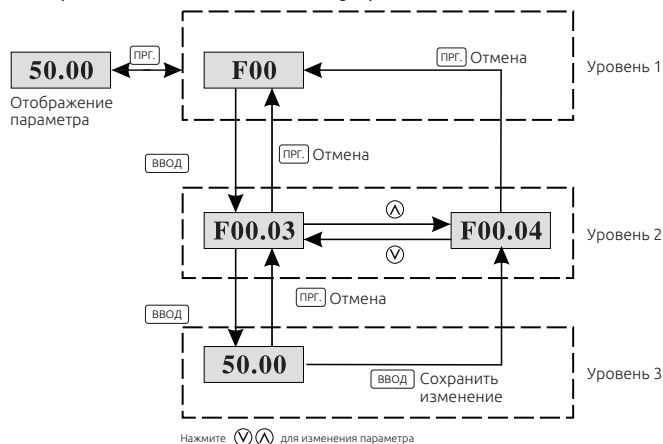 50.00
ПРГ.
Отображение
параметра
F00
ПРГ. Отмена
Уровень 1
ВВОД
ПРГ. Отмена
F00.03
F00.04
Уровень 2
ВВОД
ПРГ. Отмена
50.00
ВВОД Сохранить
изменение
Уровень 3
Нажмите для изменения параметра